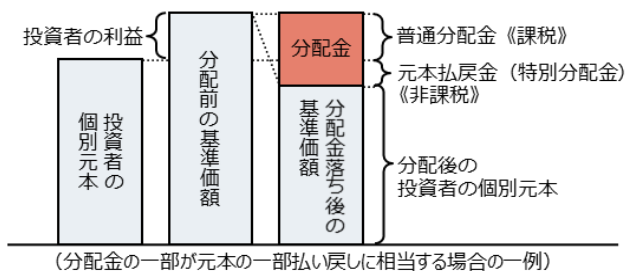 投資者の利益
投資者の
個別元本
分配前の基準価額
分配金
分配金落ち後の
基準価額
普通分配金《課税》
元本払戻金（特別分配金）
《非課税》
分配後の
投資者の個別元本
（分配金の一部が元本の一部払い戻しに相当する場合の一例）